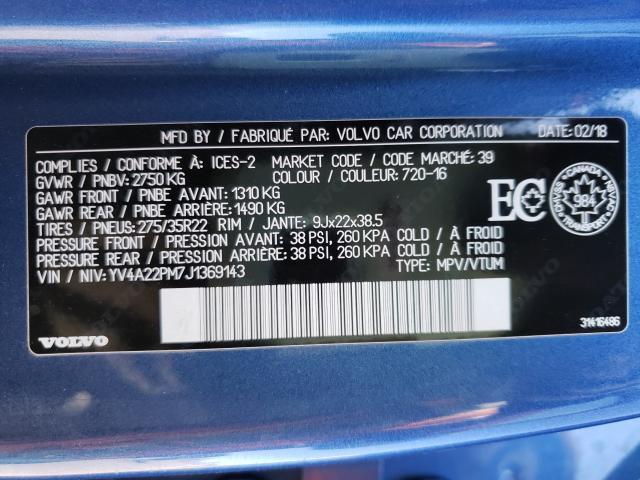 MFD BY / FABRIQUÉ PAR: VOLVO CAR CORPORATION DATE: 02/18
COMPLIES / CONFORME À: ICES-2 MARKET CODE / CODE MARCHÉ: 39
GVWR / PNBV: 2750 KG COLOUR / COULEUR: 720-16
GAWR FRONT / PNBE AVANT: 1310 KG
GAWR REAR / PNBE ARRIÈRE: 1490 KG
TIRES / PNEUS: 275/35R22 RIM / JANTE: 9Jx22x38.5
PRESSURE FRONT / PRESSION AVANT: 38 PSI, 260 KPA COLD / À FROID
PRESSURE REAR / PRESSION ARRIÈRE: 38 PSI, 260 KPA COLD / À FROID
VIN / NIV: YV4A22PM7J1369143 TYPE: MPV/VTUM
EC
CANADA
984
TRANSPORT
31416486
VOLVO